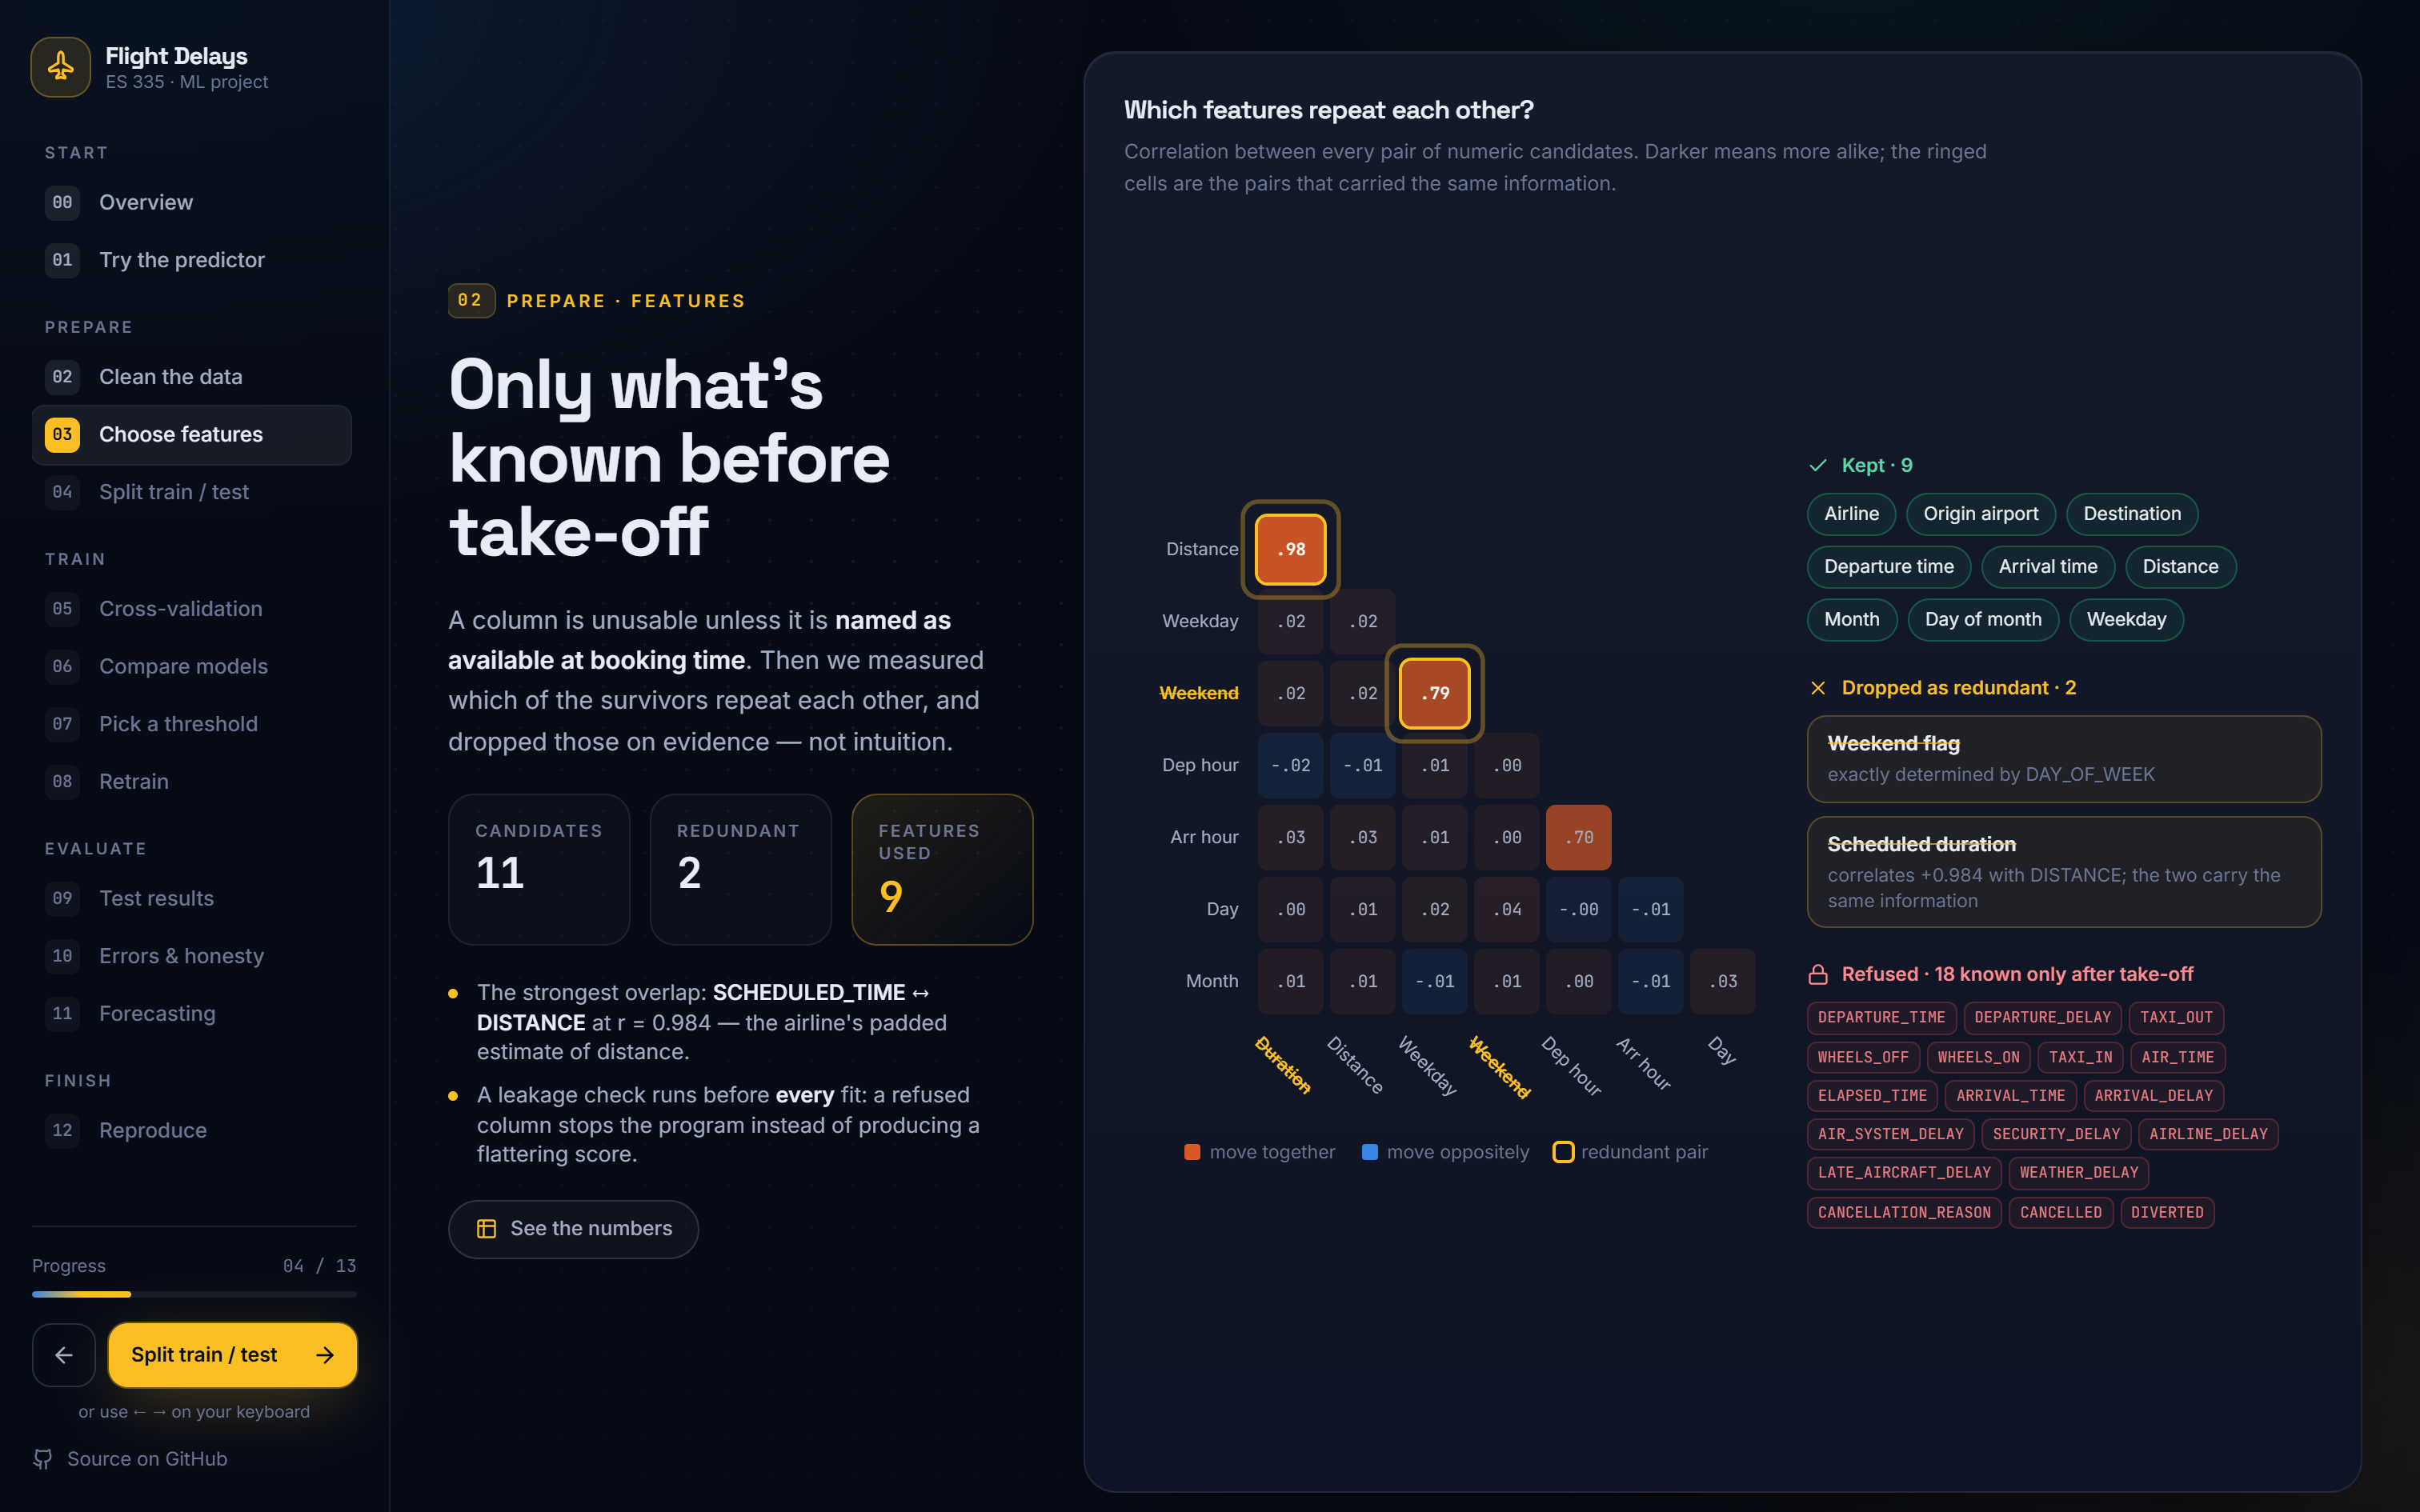 Flight Delays
ES 335 · ML project
START
00 Overview
01 Try the predictor
PREPARE
02 Clean the data
03 Choose features
04 Split train / test
TRAIN
05 Cross-validation
06 Compare models
07 Pick a threshold
08 Retrain
EVALUATE
09 Test results
10 Errors & honesty
11 Forecasting
FINISH
12 Reproduce
Progress 04 / 13
Split train / test →
or use ← → on your keyboard
Source on GitHub
02 PREPARE · FEATURES
Only what’s
known before
take-off
A column is unusable unless it is named as
available at booking time. Then we measured
which of the survivors repeat each other, and
dropped those on evidence — not intuition.
CANDIDATES
11
REDUNDANT
2
FEATURES
USED
9
The strongest overlap: SCHEDULED_TIME ↔
DISTANCE at r = 0.984 — the airline's padded
estimate of distance.
A leakage check runs before every fit: a refused
column stops the program instead of producing a
flattering score.
See the numbers
Which features repeat each other?
Correlation between every pair of numeric candidates. Darker means more alike; the ringed
cells are the pairs that carried the same information.
Distance .98
Weekday .02 .02
Weekend .02 .02 .79
Dep hour -.02 -.01 .01 .00
Arr hour .03 .03 .01 .00 .70
Day .00 .01 .02 .04 -.00 -.01
Month .01 .01 -.01 .01 .00 -.01 .03
Duration Distance Weekday Weekend Dep hour Arr hour Day
move together move oppositely redundant pair
Kept · 9
Airline Origin airport Destination
Departure time Arrival time Distance
Month Day of month Weekday
Dropped as redundant · 2
Weekend flag
exactly determined by DAY_OF_WEEK
Scheduled duration
correlates +0.984 with DISTANCE; the two carry the
same information
Refused · 18 known only after take-off
DEPARTURE_TIME DEPARTURE_DELAY TAXI_OUT
WHEELS_OFF WHEELS_ON TAXI_IN AIR_TIME
ELAPSED_TIME ARRIVAL_TIME ARRIVAL_DELAY
AIR_SYSTEM_DELAY SECURITY_DELAY AIRLINE_DELAY
LATE_AIRCRAFT_DELAY WEATHER_DELAY
CANCELLATION_REASON CANCELLED DIVERTED